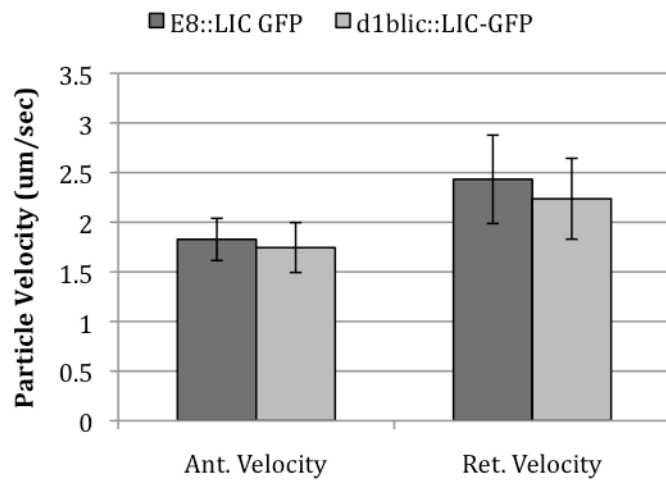 E8::LIC GFP d1blic::LIC-GFP
Particle Velocity (um/sec)
3.5
3
2.5
2
1.5
1
0.5
0
Ant. Velocity Ret. Velocity